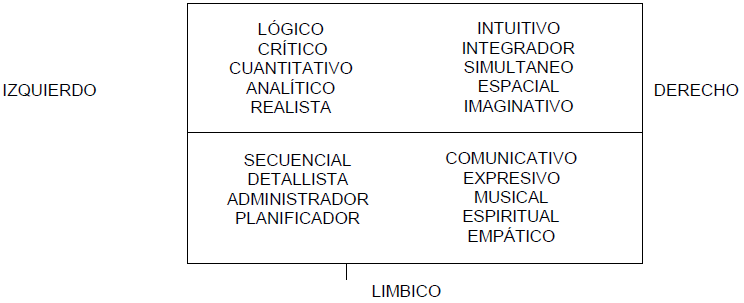 IZQUIERDO
LÓGICO
CRÍTICO
CUANTITATIVO
ANALÍTICO
REALISTA
INTUITIVO
INTEGRADOR
SIMULTANEO
ESPACIAL
IMAGINATIVO
DERECHO
SECUENCIAL
DETALLISTA
ADMINISTRADOR
PLANIFICADOR
COMUNICATIVO
EXPRESIVO
MUSICAL
ESPIRITUAL
EMPÁTICO
LIMBICO